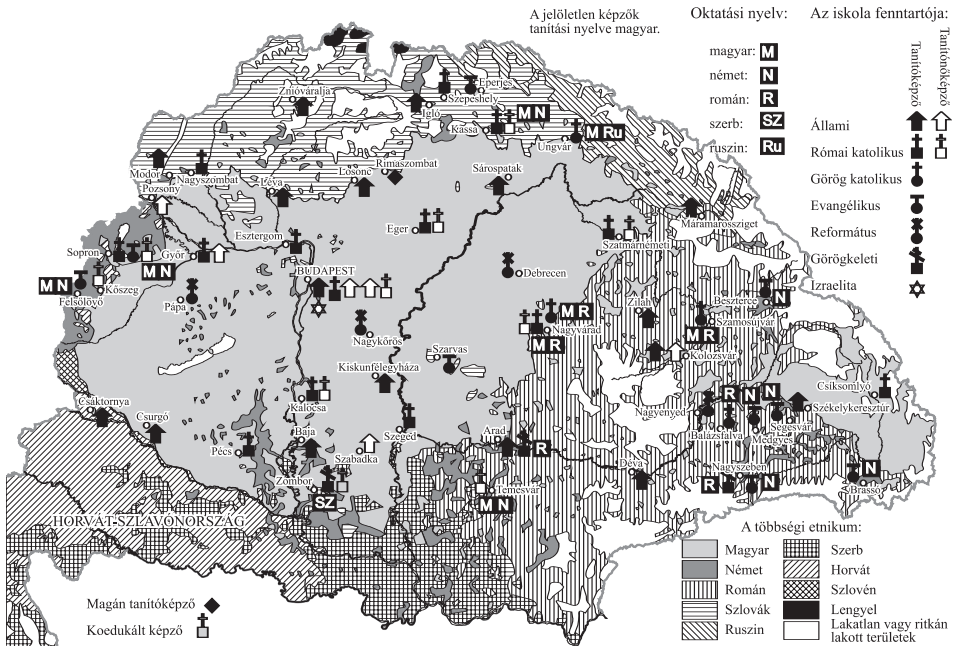 A jelöletlen képzők
tanítási nyelve magyar.
Oktatási nyelv:
magyar: M
német: N
román: R
szerb: SZ
ruszin: Ru
Az iskola fenntartója:
Tanítóképző
Tanítónőképző
Állami
Római katolikus
Görög katolikus
Evangélikus
Református
Görögkeleti
Izraelita
Znióváralja
Eperjes
Szepeshely
Igló
Kassa
M N
Ungvár
M Ru
Rimaszombat
Modor
Nagyszombat
Pozsony
Léva
Losonc
Sárospatak
Máramarossziget
Sopron
Győr
Esztergom
Eger
Szatmárnémeti
M N
M N
Kőszeg
Felsőlövő
BUDAPEST
Debrecen
Pápa
Beszterce
N
Zilah
Nagykőrös
M R
Nagyvárad
M R
Szamosújvár
M R
Kolozsvár
Szarvas
Kiskunfélegyháza
Csíksomlyó
Csáktornya
Kalocsa
R N N
Nagyenyed
Székelykeresztúr
Csurgó
Baja
Szeged
Arad
Balázsfalva
Segesvár
Medgyes
Pécs
Szabadka
R
Déva
Nagyszeben
N
Zombor
SZ
Temesvár
M N
R
N
Brassó
HORVÁT-SZLAVONORSZÁG
A többségi etnikum:
Magyar
Német
Román
Szlovák
Ruszin
Szerb
Horvát
Szlovén
Lengyel
Lakatlan vagy ritkán
lakott területek
Magán tanítóképző
Koedukált képző